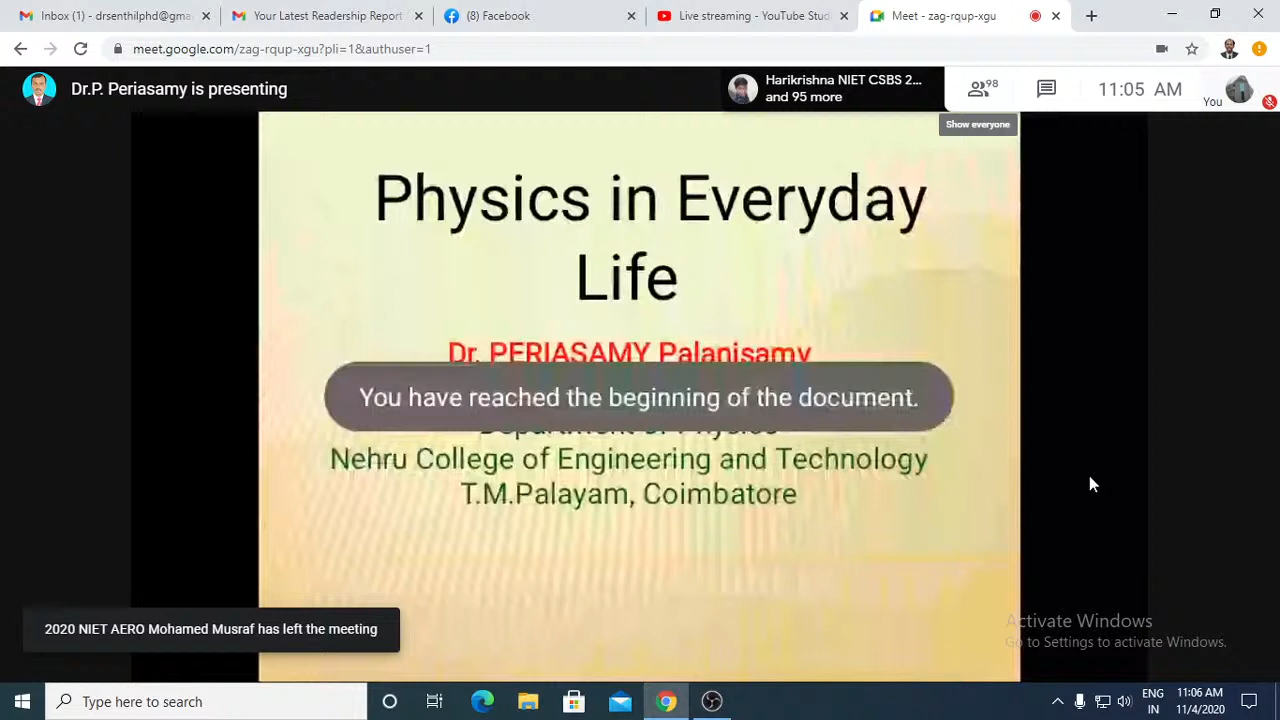 Inbox (1) - drsenthilphd@gma
Your Latest Readership Report
(8) Facebook
Live streaming - YouTube Stud
Meet - zag-rqup-xgu
meet.google.com/zag-rqup-xgu?pli=1&authuser=1
Dr.P. Periasamy is presenting
Harikrishna NIET CSBS 2...
and 95 more
98
11:05 AM
You
Show everyone
Physics in Everyday
Life
Dr. PERIASAMY Palanisamy
You have reached the beginning of the document.
Department of Physics
Nehru College of Engineering and Technology
T.M.Palayam, Coimbatore
2020 NIET AERO Mohamed Musraf has left the meeting
Activate Windows
Go to Settings to activate Windows.
Type here to search
ENG
IN
11:06 AM
11/4/2020